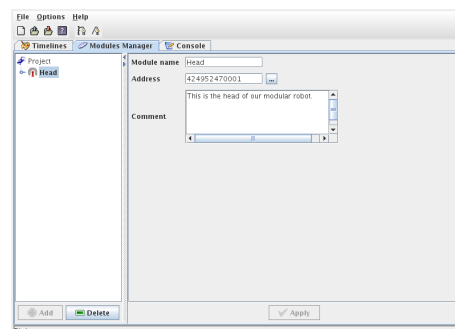 File Options Help
Timelines Modules Manager Console
Project
Head
Module name Head
Address 424952470001 ...
Comment This is the head of our modular robot.
Add Delete Apply